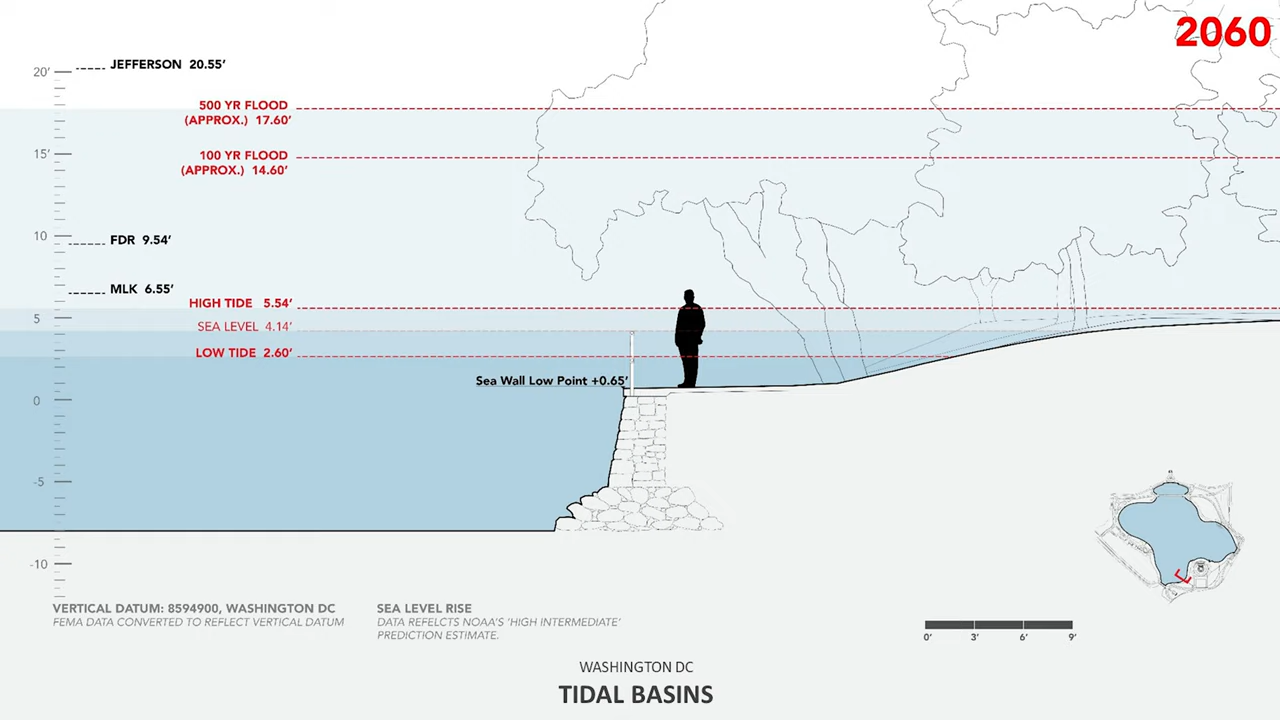 2060
20'
JEFFERSON 20.55'
500 YR FLOOD
(APPROX.) 17.60'
15'
100 YR FLOOD
(APPROX.) 14.60'
10
FDR 9.54'
MLK 6.55'
HIGH TIDE 5.54'
5
SEA LEVEL 4.14'
LOW TIDE 2.60'
Sea Wall Low Point +0.65'
0
-5
-10
VERTICAL DATUM: 8594900, WASHINGTON DC
FEMA DATA CONVERTED TO REFLECT VERTICAL DATUM
SEA LEVEL RISE
DATA REFELCTS NOAA'S 'HIGH INTERMEDIATE'
PREDICTION ESTIMATE.
0' 3' 6' 9'
WASHINGTON DC
TIDAL BASINS